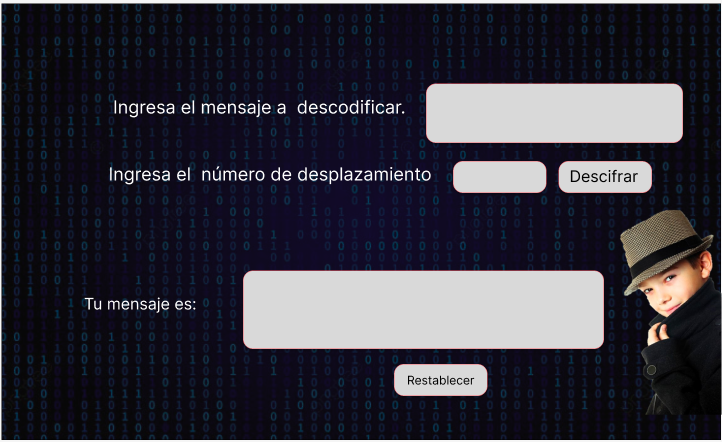 Ingresa el mensaje a descodificar.
Ingresa el número de desplazamiento
Descifrar
Tu mensaje es:
Restablecer